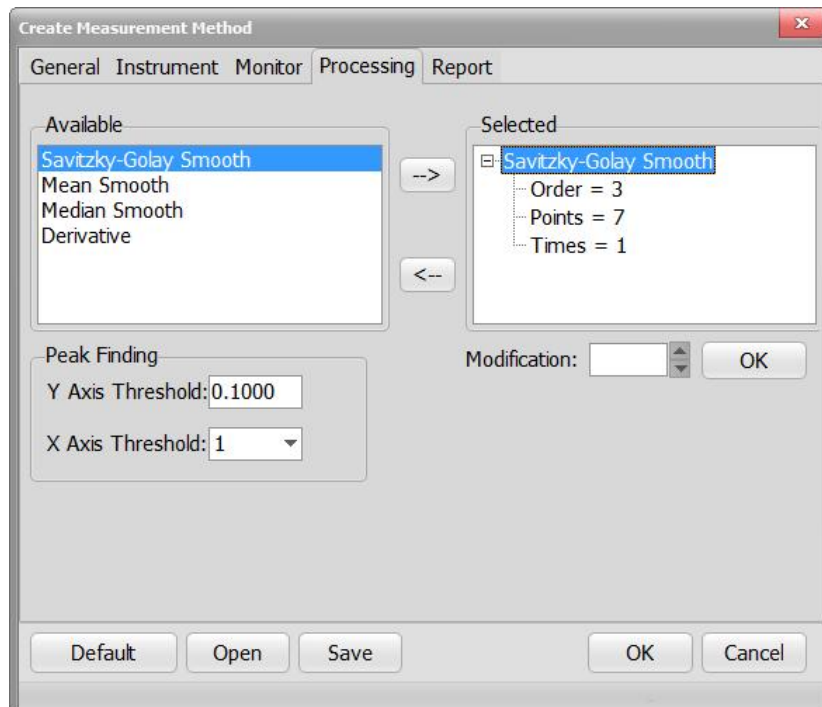 Create Measurement Method
General Instrument Monitor Processing Report
Available
Savitzky-Golay Smooth
Mean Smooth
Median Smooth
Derivative
-->
<--
Selected
Savitzky-Golay Smooth
Order = 3
Points = 7
Times = 1
Peak Finding
Y Axis Threshold: 0.1000
X Axis Threshold: 1
Modification:
OK
Default Open Save OK Cancel